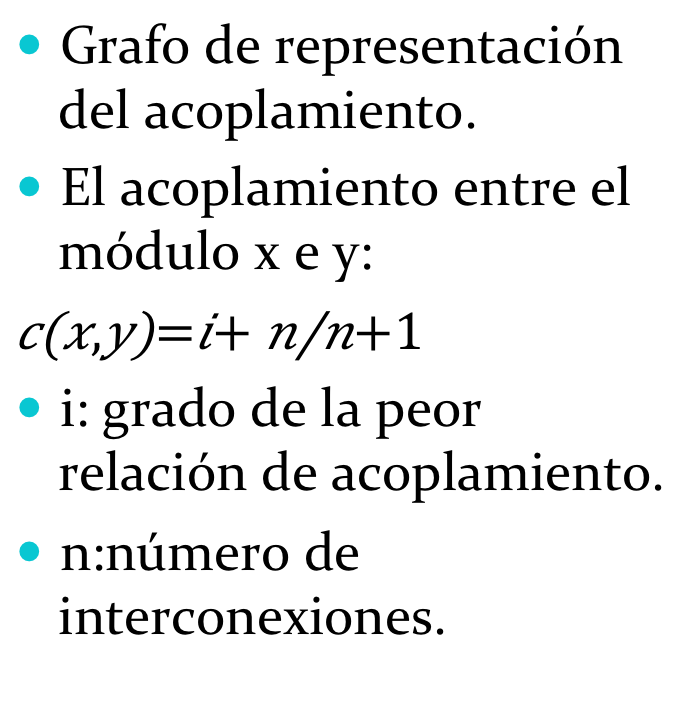 • Grafo de representación
del acoplamiento.
• El acoplamiento entre el
módulo x e y:
c(x,y)=i+ n/n+1
• i: grado de la peor
relación de acoplamiento.
• n:número de
interconexiones.